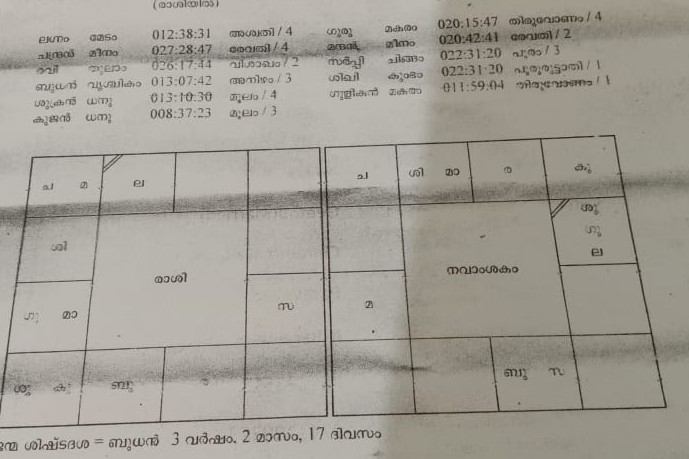 (രാശിയിൽ)
ലഗ്നം മേടം 012:38:31 അശ്വതി / 4 ഗുരു മകരം 020:15:47 തിരുവോണം / 4
ചന്ദ്രൻ മീനം 027:28:47 രേവതി / 4 മന്ദൻ മീനം 020:42:41 രേവതി / 2
രവി തുലാം 026:17:44 വിശാഖം / 2 സർപ്പി ചിങ്ങം 022:31:20 പൂരം / 3
ബുധൻ വൃശ്ചികം 013:07:42 അനിഴം / 3 ശിഖി കുംഭം 022:31:20 പൂരുരുട്ടാതി / 1
ശുക്രൻ ധനു 013:10:30 മൂലം / 4 ഗുളികൻ മകരം 011:59:04 തിരുവോണം / 1
കുജൻ ധനു 008:37:23 മൂലം / 3
ച മ ല
ശി
രാശി
ഗു മാ സ
ശു കു ബു ര
ച ശി മാ ര കു
ശു
ഗു
ല
നവാംശകം
മ
ബു സ
ശിഷ്ടദശ = ബുധൻ 3 വർഷം. 2 മാസം, 17 ദിവസം